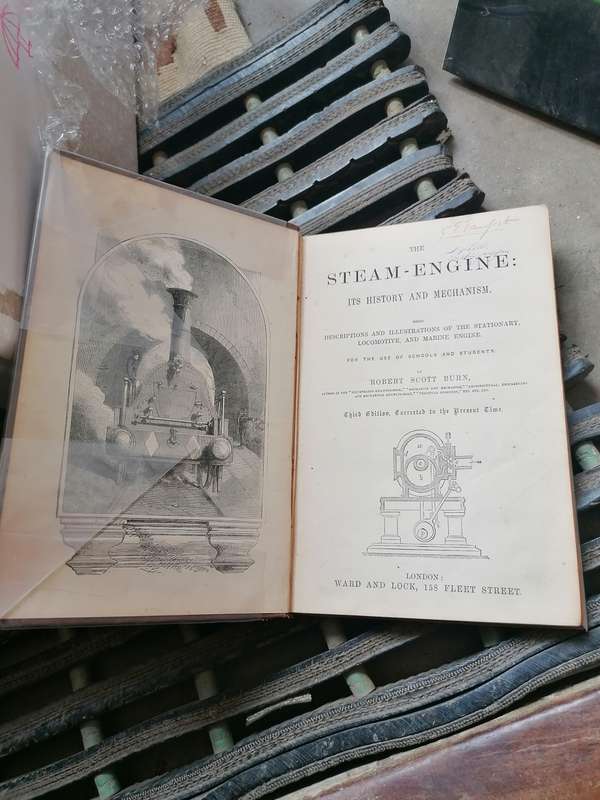 THE
STEAM-ENGINE:
ITS HISTORY AND MECHANISM,
BEING
DESCRIPTIONS AND ILLUSTRATIONS OF THE STATIONARY,
LOCOMOTIVE, AND MARINE ENGINE.
FOR THE USE OF SCHOOLS AND STUDENTS.
BY
ROBERT SCOTT BURN,
Third Edition, Corrected to the Present Time.
LONDON:
WARD AND LOCK, 158 FLEET STREET.